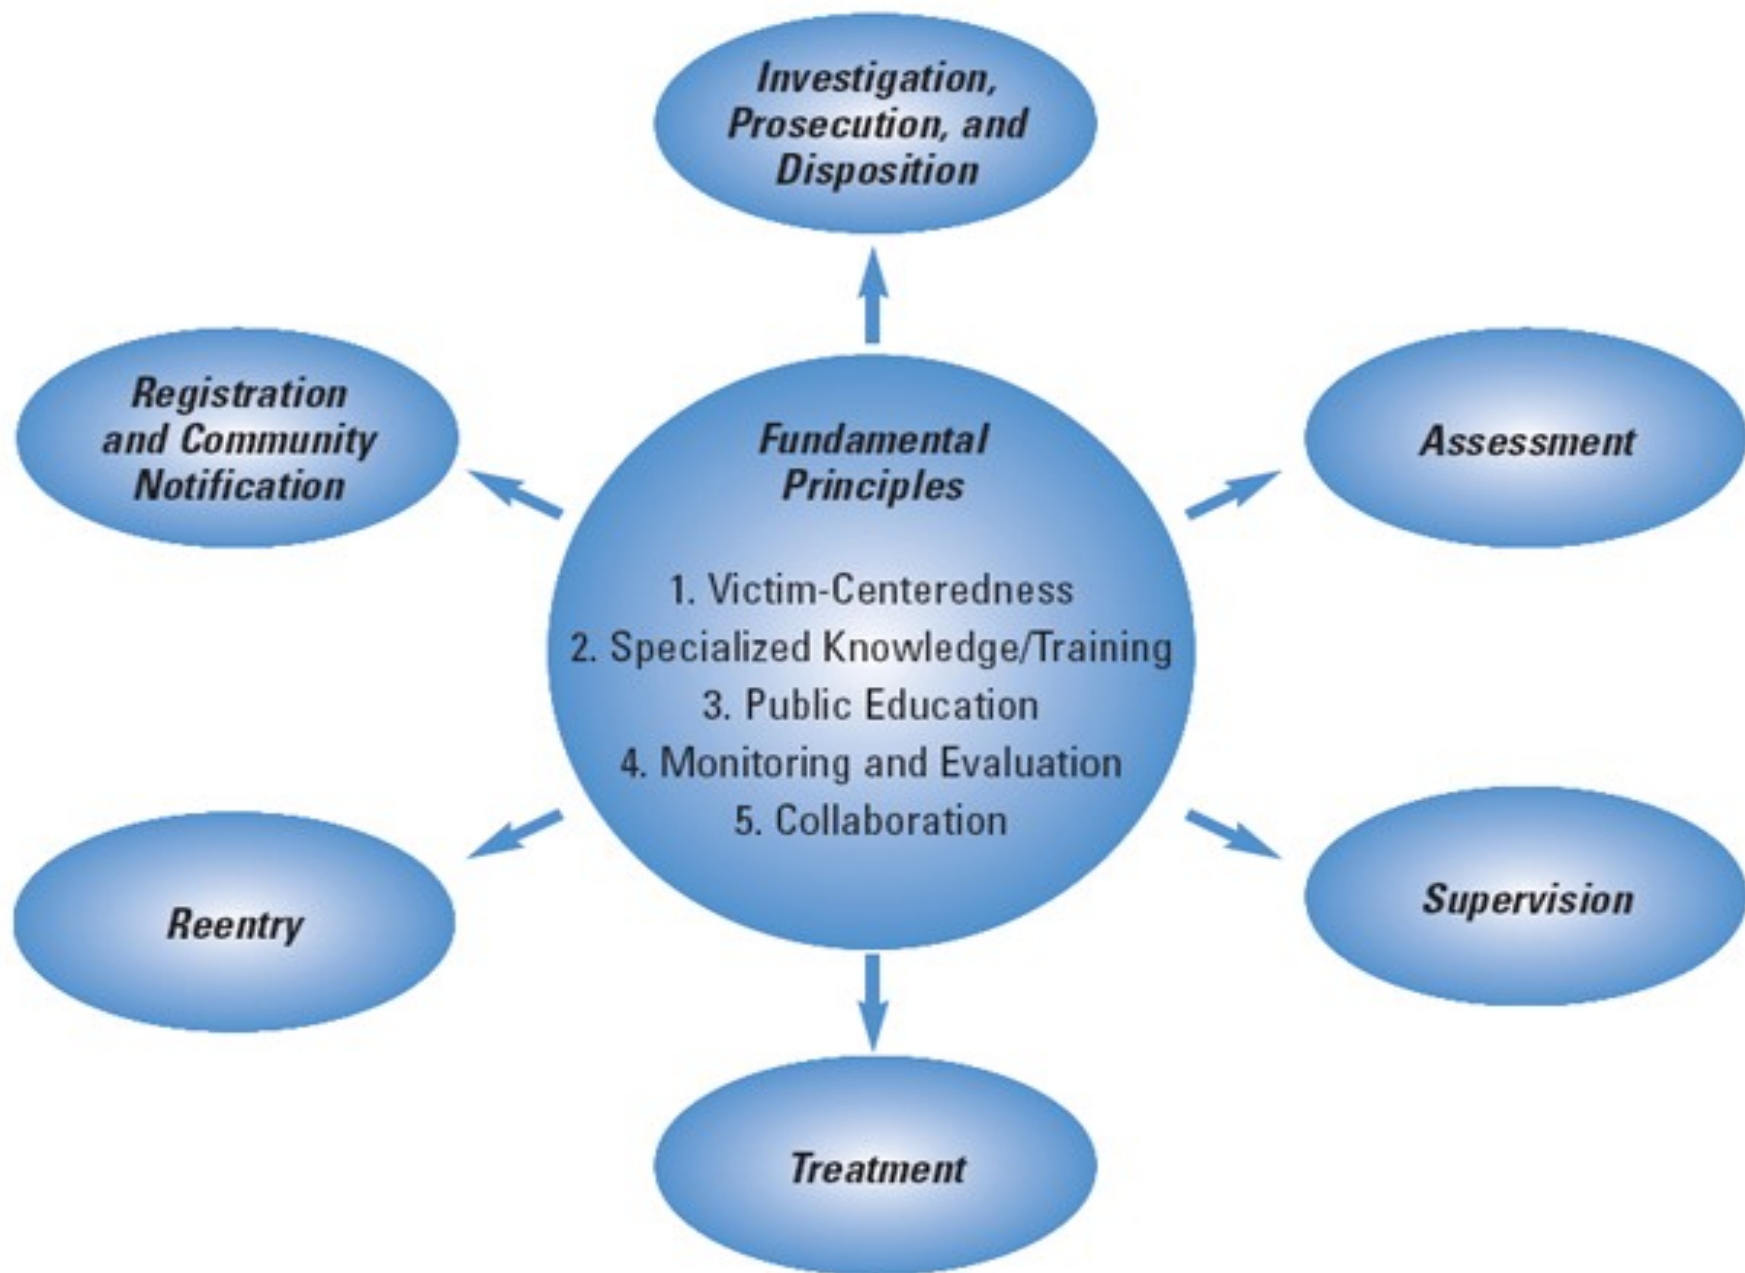 Investigation,
Prosecution, and
Disposition
Registration
and Community
Notification
Fundamental
Principles
Assessment
1. Victim-Centeredness
2. Specialized Knowledge/Training
3. Public Education
4. Monitoring and Evaluation
5. Collaboration
Reentry
Supervision
Treatment